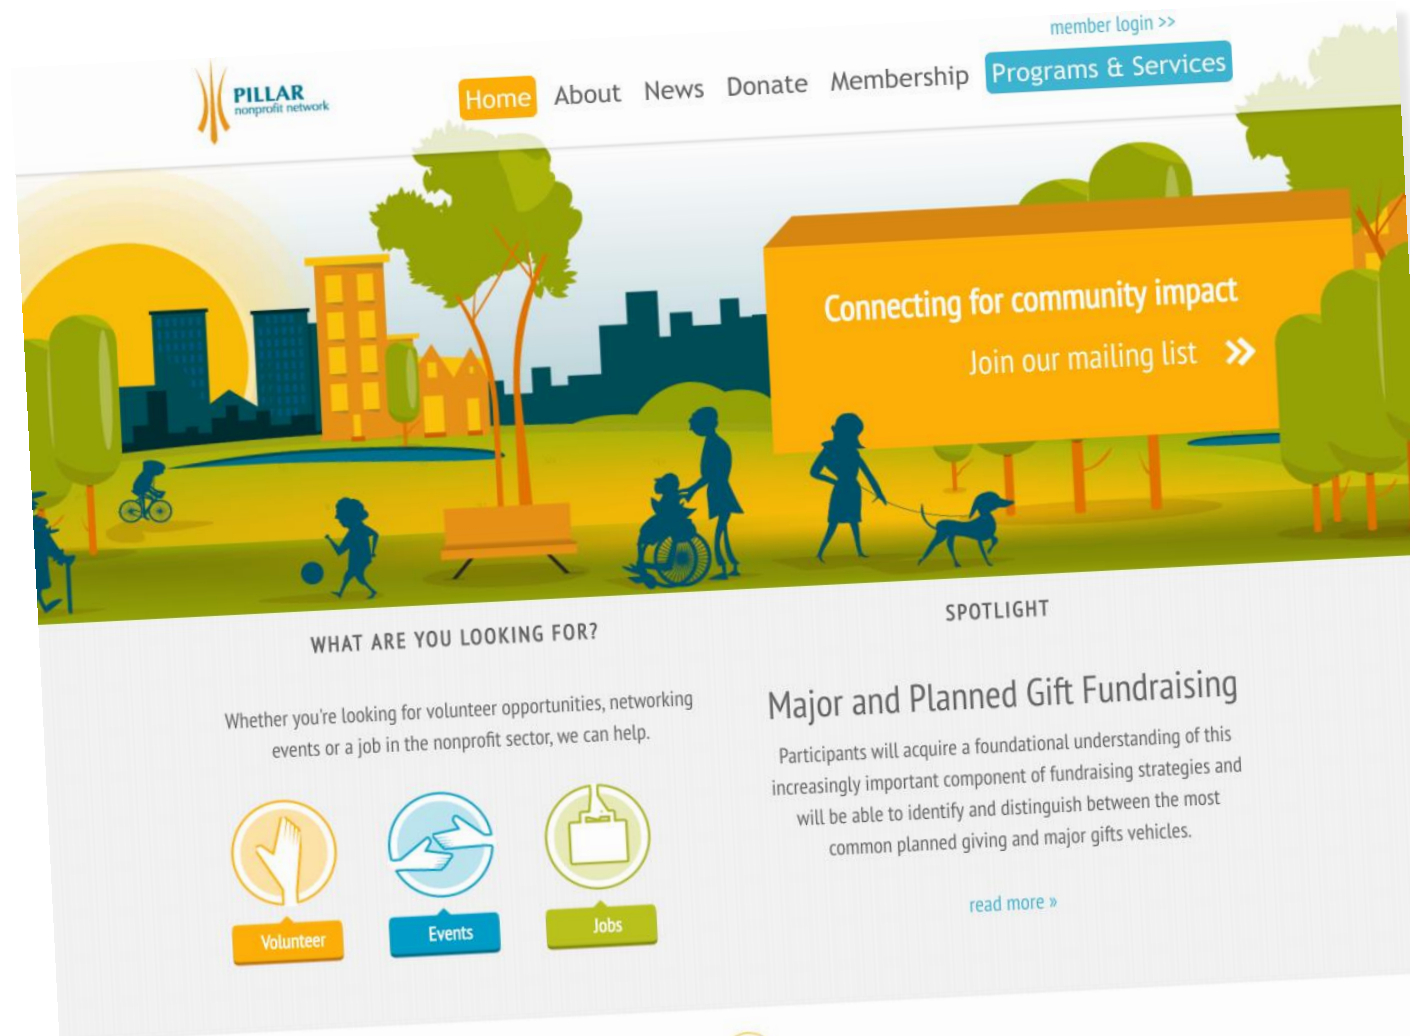 member login >>
PILLAR
nonprofit network
Home About News Donate Membership Programs & Services
Connecting for community impact
Join our mailing list »
WHAT ARE YOU LOOKING FOR?
Whether you're looking for volunteer opportunities, networking
events or a job in the nonprofit sector, we can help.
Volunteer Events Jobs
SPOTLIGHT
Major and Planned Gift Fundraising
Participants will acquire a foundational understanding of this
increasingly important component of fundraising strategies and
will be able to identify and distinguish between the most
common planned giving and major gifts vehicles.
read more »